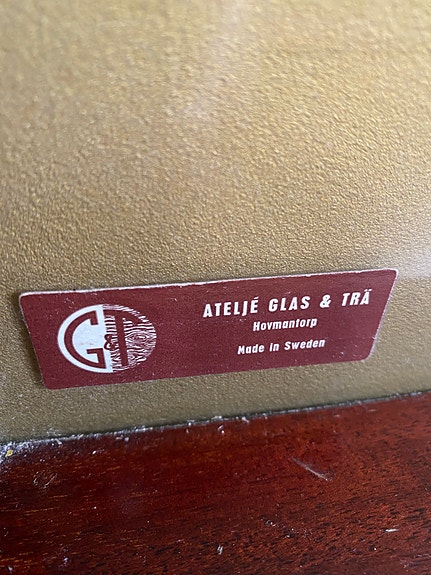 G&T
ATELJÉ GLAS & TRÄ
Hovmantorp
Made in Sweden